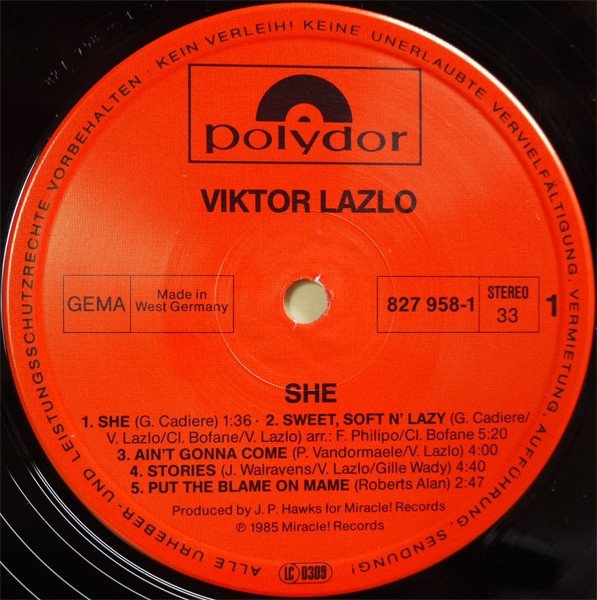 ALLE URHEBER- UND LEISTUNGSSCHUTZRECHTE VORBEHALTEN · KEIN VERLEIH! KEINE UNERLAUBTE VERVIELFÄLTIGUNG, VERMIETUNG, AUFFÜHRUNG, SENDUNG!
polydor
VIKTOR LAZLO
GEMA
Made in
West Germany
827 958-1
STEREO
33
1
SHE
1. SHE (G. Cadiere) 1:36 · 2. SWEET, SOFT N' LAZY (G. Cadiere/
V. Lazlo/Cl. Bofane/V. Lazlo) arr.: F. Philipo/Cl. Bofane 5:20
3. AIN'T GONNA COME (P. Vandormaele/V. Lazlo) 4:00
4. STORIES (J. Walravens/V. Lazlo/Gille Wady) 4:40
5. PUT THE BLAME ON MAME (Roberts Alan) 2:47
Produced by J. P. Hawks for Miracle! Records
℗ 1985 Miracle! Records
LC 0309